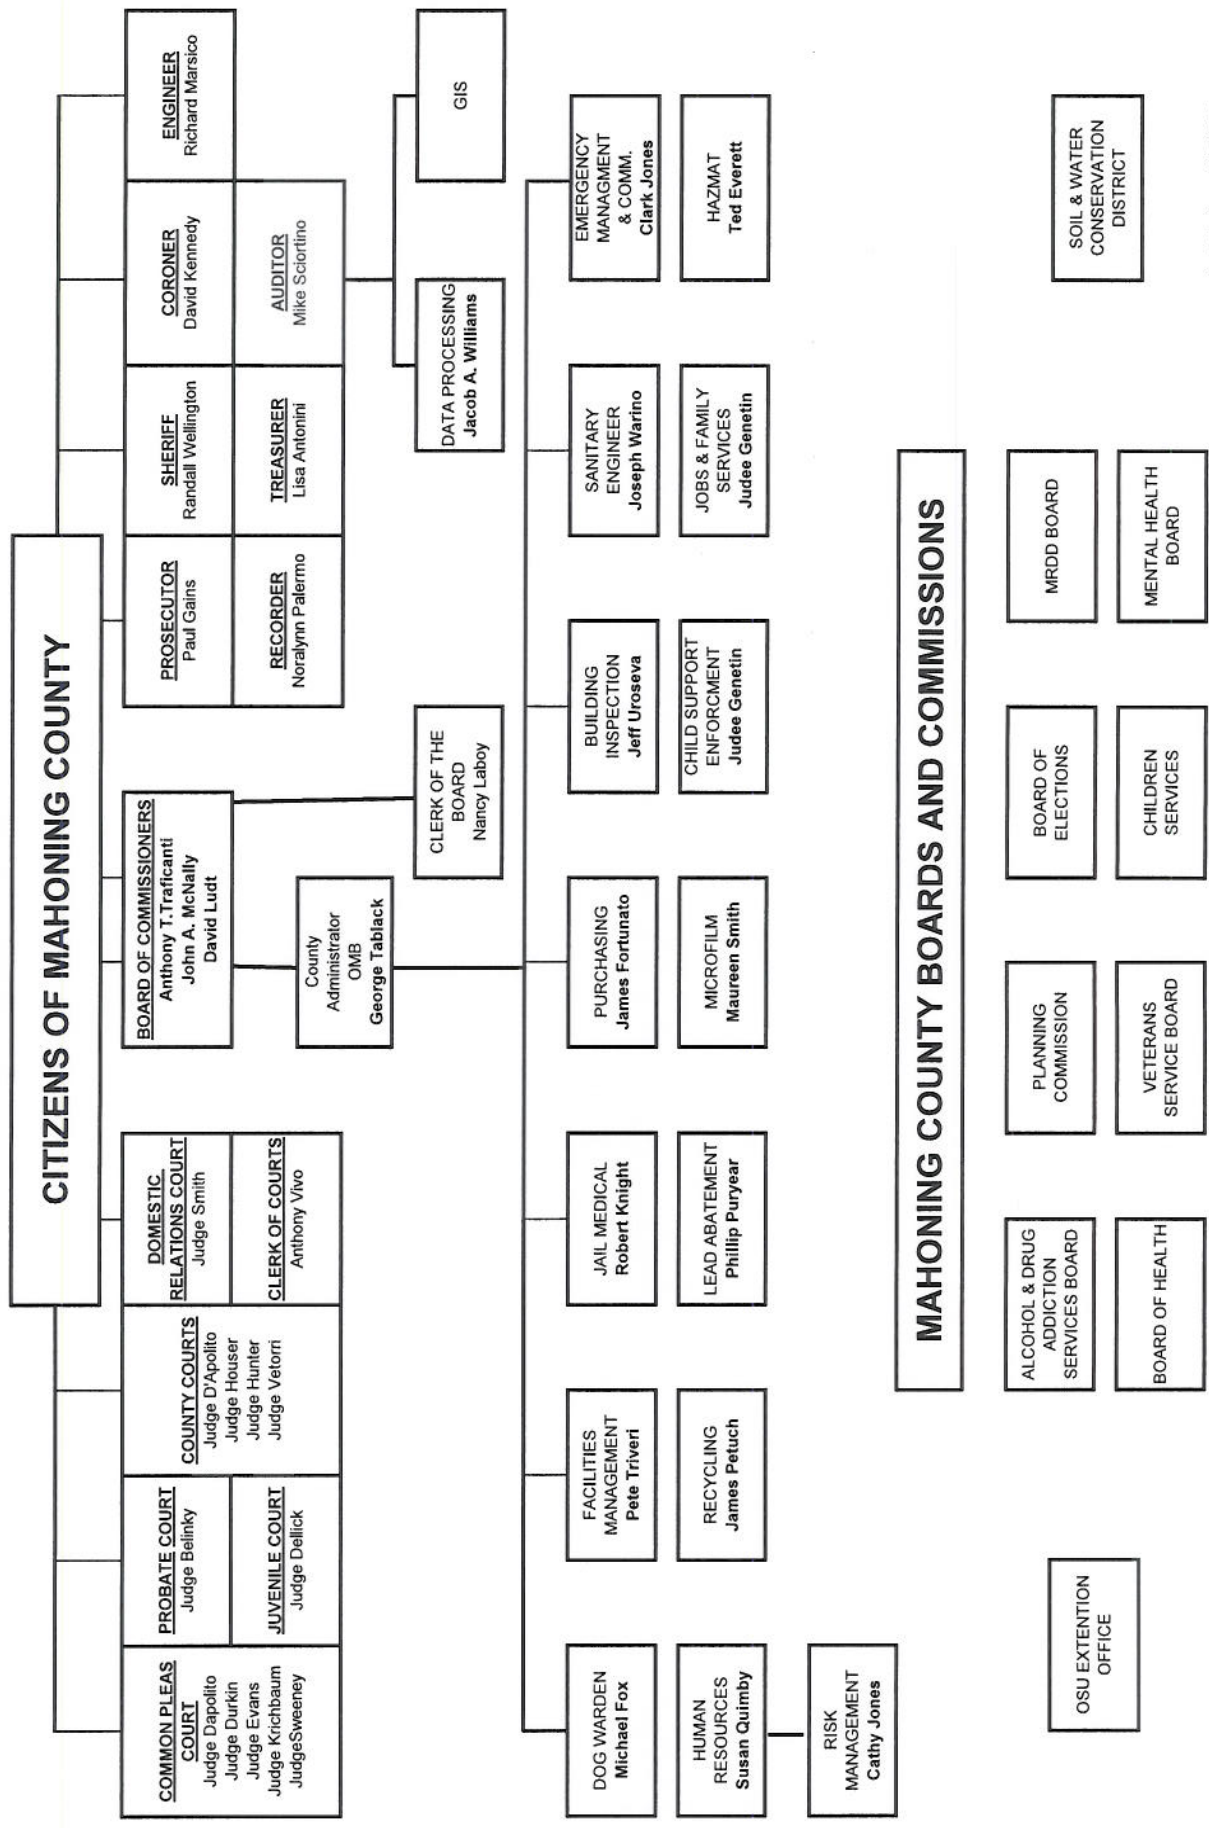 CITIZENS OF MAHONING COUNTY
COMMON PLEAS
COURT
Judge Dapolito
Judge Durkin
Judge Evans
Judge Krichbaum
JudgeSweeney
PROBATE COURT
Judge Belinky
JUVENILE COURT
Judge Dellick
COUNTY COURTS
Judge D'Apolito
Judge Houser
Judge Hunter
Judge Vetorri
DOMESTIC
RELATIONS COURT
Judge Smith
CLERK OF COURTS
Anthony Vivo
BOARD OF COMMISSIONERS
Anthony T.Traficanti
John A. McNally
David Ludt
PROSECUTOR
Paul Gains
SHERIFF
Randall Wellington
CORONER
David Kennedy
ENGINEER
Richard Marsico
RECORDER
Noralynn Palermo
TREASURER
Lisa Antonini
AUDITOR
Mike Sciortino
County
Administrator
OMB
George Tablack
CLERK OF THE
BOARD
Nancy Laboy
DATA PROCESSING
Jacob A. Williams
GIS
DOG WARDEN
Michael Fox
FACILITIES
MANAGEMENT
Pete Triveri
JAIL MEDICAL
Robert Knight
PURCHASING
James Fortunato
BUILDING
INSPECTION
Jeff Uroseva
SANITARY
ENGINEER
Joseph Warino
EMERGENCY
MANAGMENT
& COMM.
Clark Jones
HUMAN
RESOURCES
Susan Quimby
RECYCLING
James Petuch
LEAD ABATEMENT
Phillip Puryear
MICROFILM
Maureen Smith
CHILD SUPPORT
ENFORCMENT
Judee Genetin
JOBS & FAMILY
SERVICES
Judee Genetin
HAZMAT
Ted Everett
RISK
MANAGEMENT
Cathy Jones
MAHONING COUNTY BOARDS AND COMMISSIONS
ALCOHOL & DRUG
ADDICTION
SERVICES BOARD
PLANNING
COMMISSION
BOARD OF
ELECTIONS
MRDD BOARD
SOIL & WATER
CONSERVATION
DISTRICT
OSU EXTENTION
OFFICE
BOARD OF HEALTH
VETERANS
SERVICE BOARD
CHILDREN
SERVICES
MENTAL HEALTH
BOARD